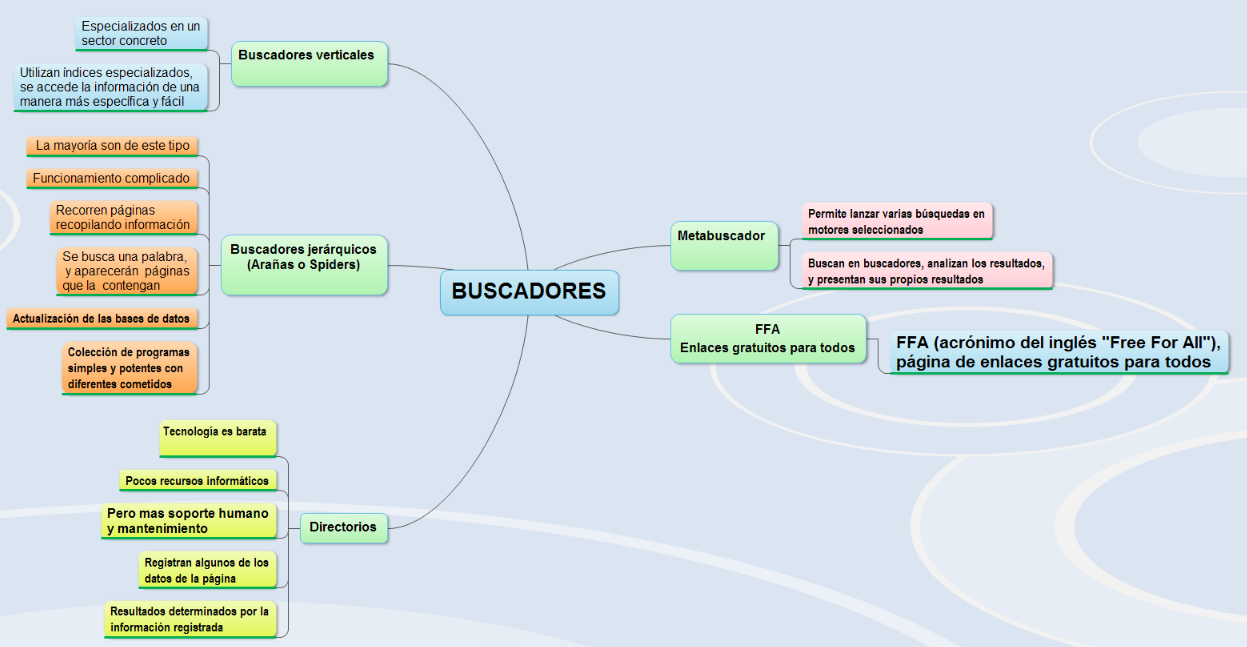 Especializados en un
sector concreto
Utilizan índices especializados,
se accede la información de una
manera más específica y fácil
Buscadores verticales
La mayoría son de este tipo
Funcionamiento complicado
Recorren páginas
recopilando información
Se busca una palabra,
y aparecerán páginas
que la contengan
Actualización de las bases de datos
Colección de programas
simples y potentes con
diferentes cometidos
Buscadores jerárquicos
(Arañas o Spiders)
Tecnología es barata
Pocos recursos informáticos
Pero mas soporte humano
y mantenimiento
Registran algunos de los
datos de la página
Resultados determinados por la
información registrada
Directorios
BUSCADORES
Metabuscador
Permite lanzar varias búsquedas en
motores seleccionados
Buscan en buscadores, analizan los resultados,
y presentan sus propios resultados
FFA
Enlaces gratuitos para todos
FFA (acrónimo del inglés "Free For All"),
página de enlaces gratuitos para todos